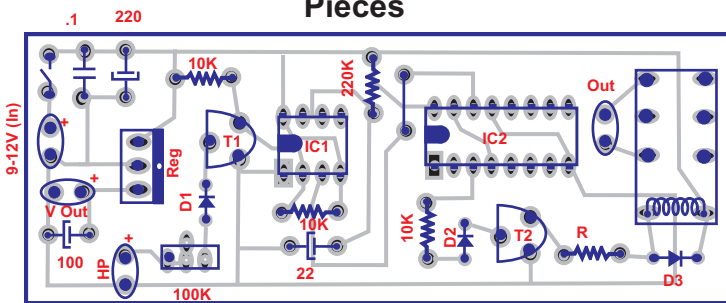 Pieces
.1
220
10K
220K
Out
9-12V (In)
+
T1
IC1
IC2
Reg
+
V Out
D1
10K
10K
D2
T2
R
100
HP
+
100K
22
D3